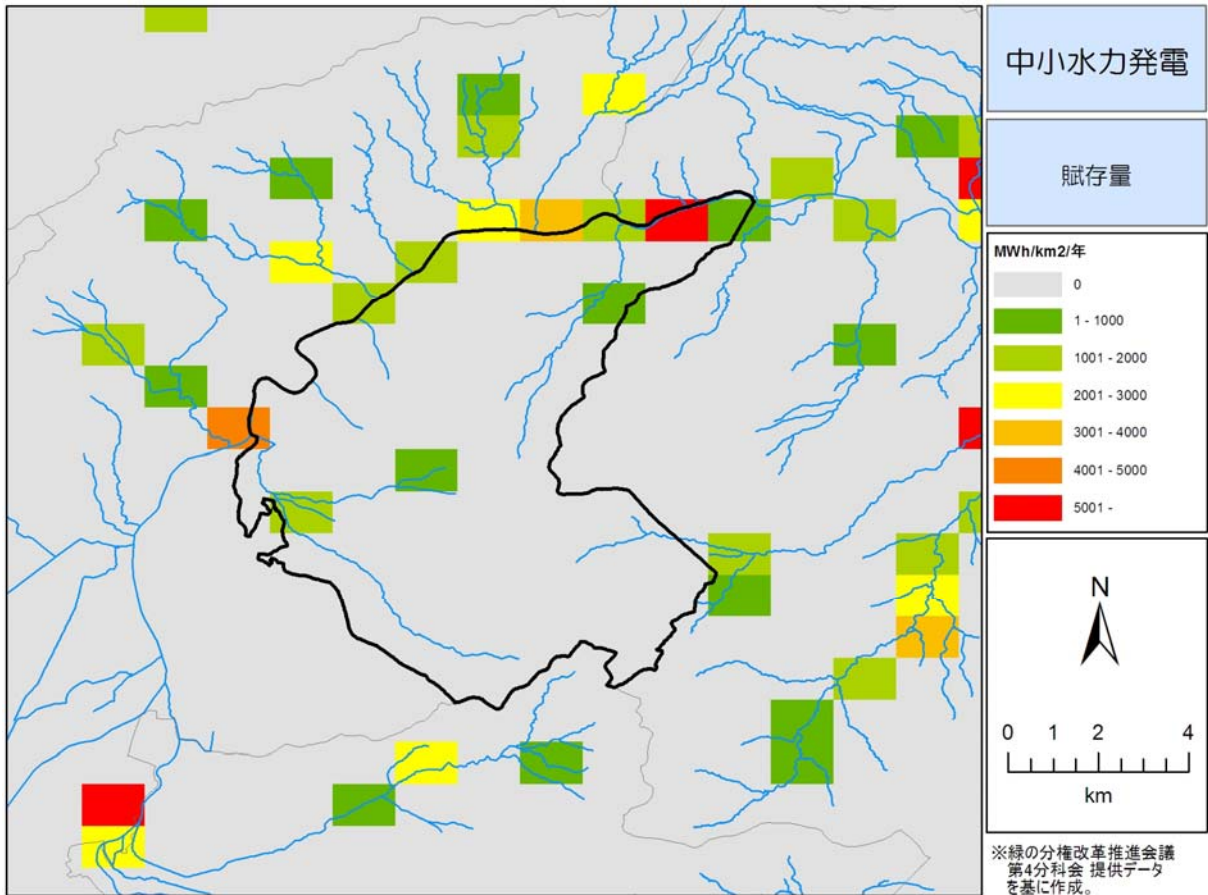 中小水力発電
賦存量
MWh/km2/年
0
1 - 1000
1001 - 2000
2001 - 3000
3001 - 4000
4001 - 5000
5001 -
N
0 1 2 4
km
※緑の分権改革推進会議
第4分科会 提供データ
を基に作成。